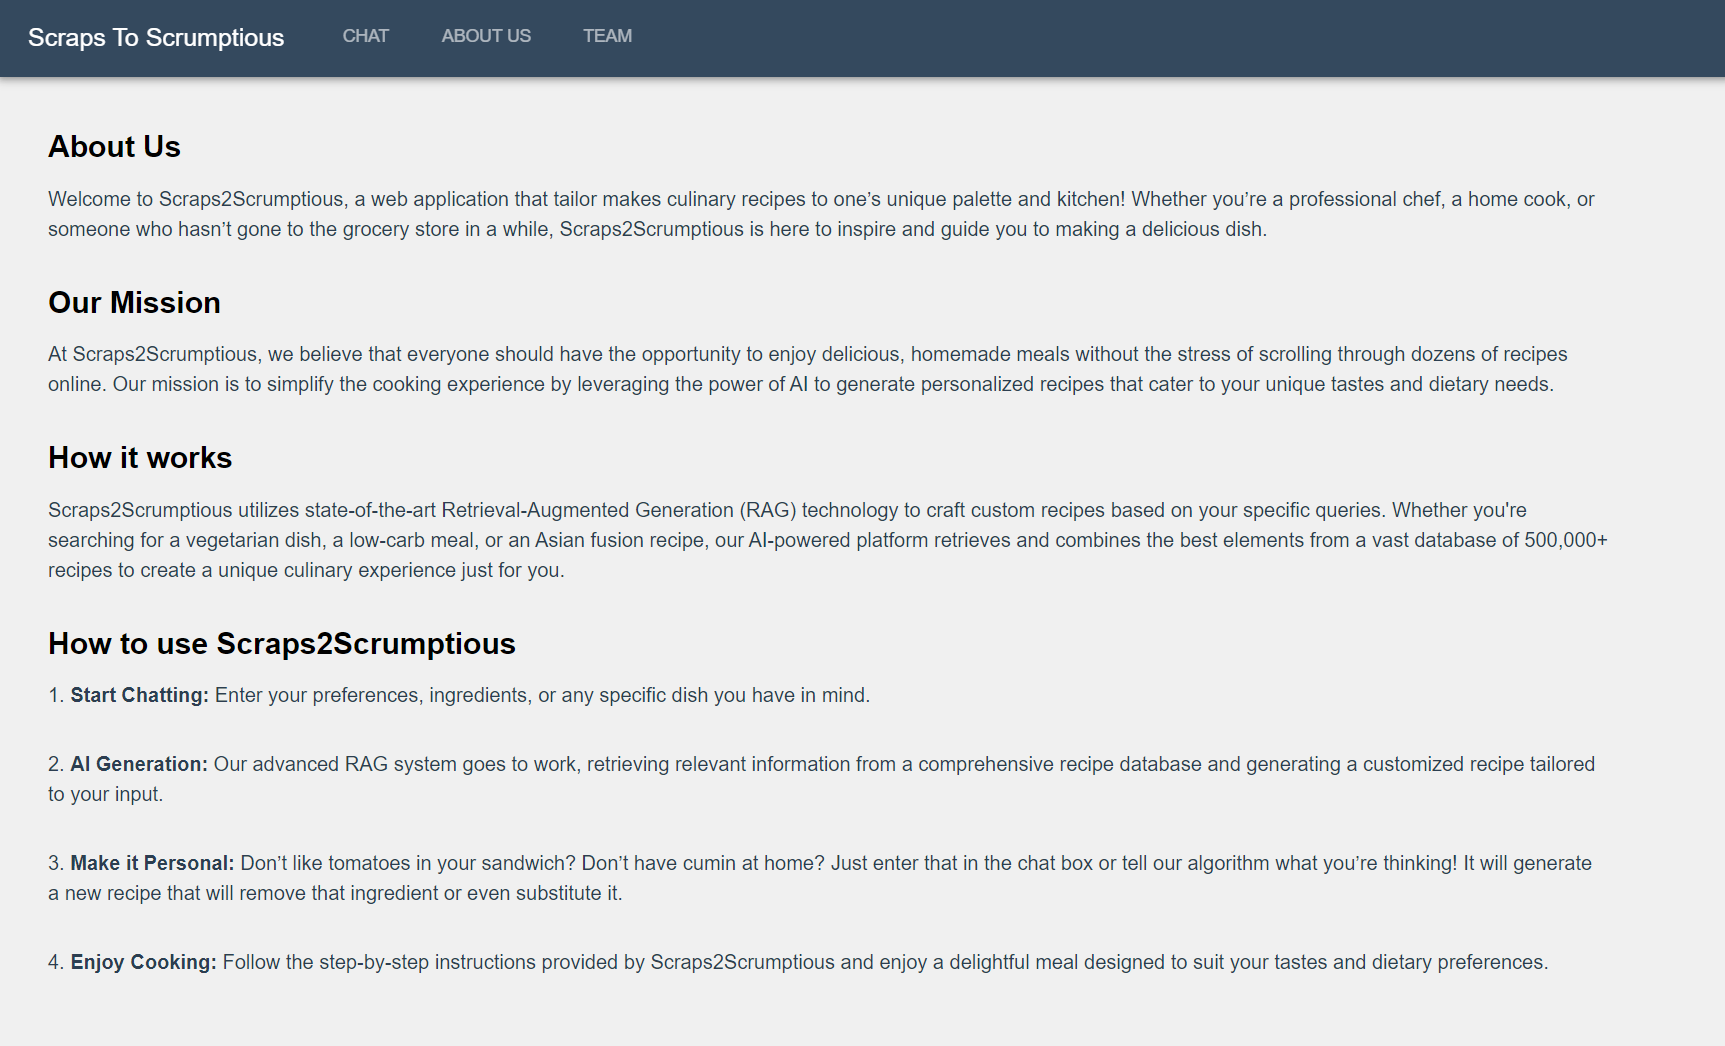 Scraps To Scrumptious CHAT ABOUT US TEAM
About Us
Welcome to Scraps2Scrumptious, a web application that tailor makes culinary recipes to one’s unique palette and kitchen! Whether you’re a professional chef, a home cook, or
someone who hasn’t gone to the grocery store in a while, Scraps2Scrumptious is here to inspire and guide you to making a delicious dish.
Our Mission
At Scraps2Scrumptious, we believe that everyone should have the opportunity to enjoy delicious, homemade meals without the stress of scrolling through dozens of recipes
online. Our mission is to simplify the cooking experience by leveraging the power of AI to generate personalized recipes that cater to your unique tastes and dietary needs.
How it works
Scraps2Scrumptious utilizes state-of-the-art Retrieval-Augmented Generation (RAG) technology to craft custom recipes based on your specific queries. Whether you're
searching for a vegetarian dish, a low-carb meal, or an Asian fusion recipe, our AI-powered platform retrieves and combines the best elements from a vast database of 500,000+
recipes to create a unique culinary experience just for you.
How to use Scraps2Scrumptious
1. Start Chatting: Enter your preferences, ingredients, or any specific dish you have in mind.
2. AI Generation: Our advanced RAG system goes to work, retrieving relevant information from a comprehensive recipe database and generating a customized recipe tailored
to your input.
3. Make it Personal: Don’t like tomatoes in your sandwich? Don’t have cumin at home? Just enter that in the chat box or tell our algorithm what you’re thinking! It will generate
a new recipe that will remove that ingredient or even substitute it.
4. Enjoy Cooking: Follow the step-by-step instructions provided by Scraps2Scrumptious and enjoy a delightful meal designed to suit your tastes and dietary preferences.